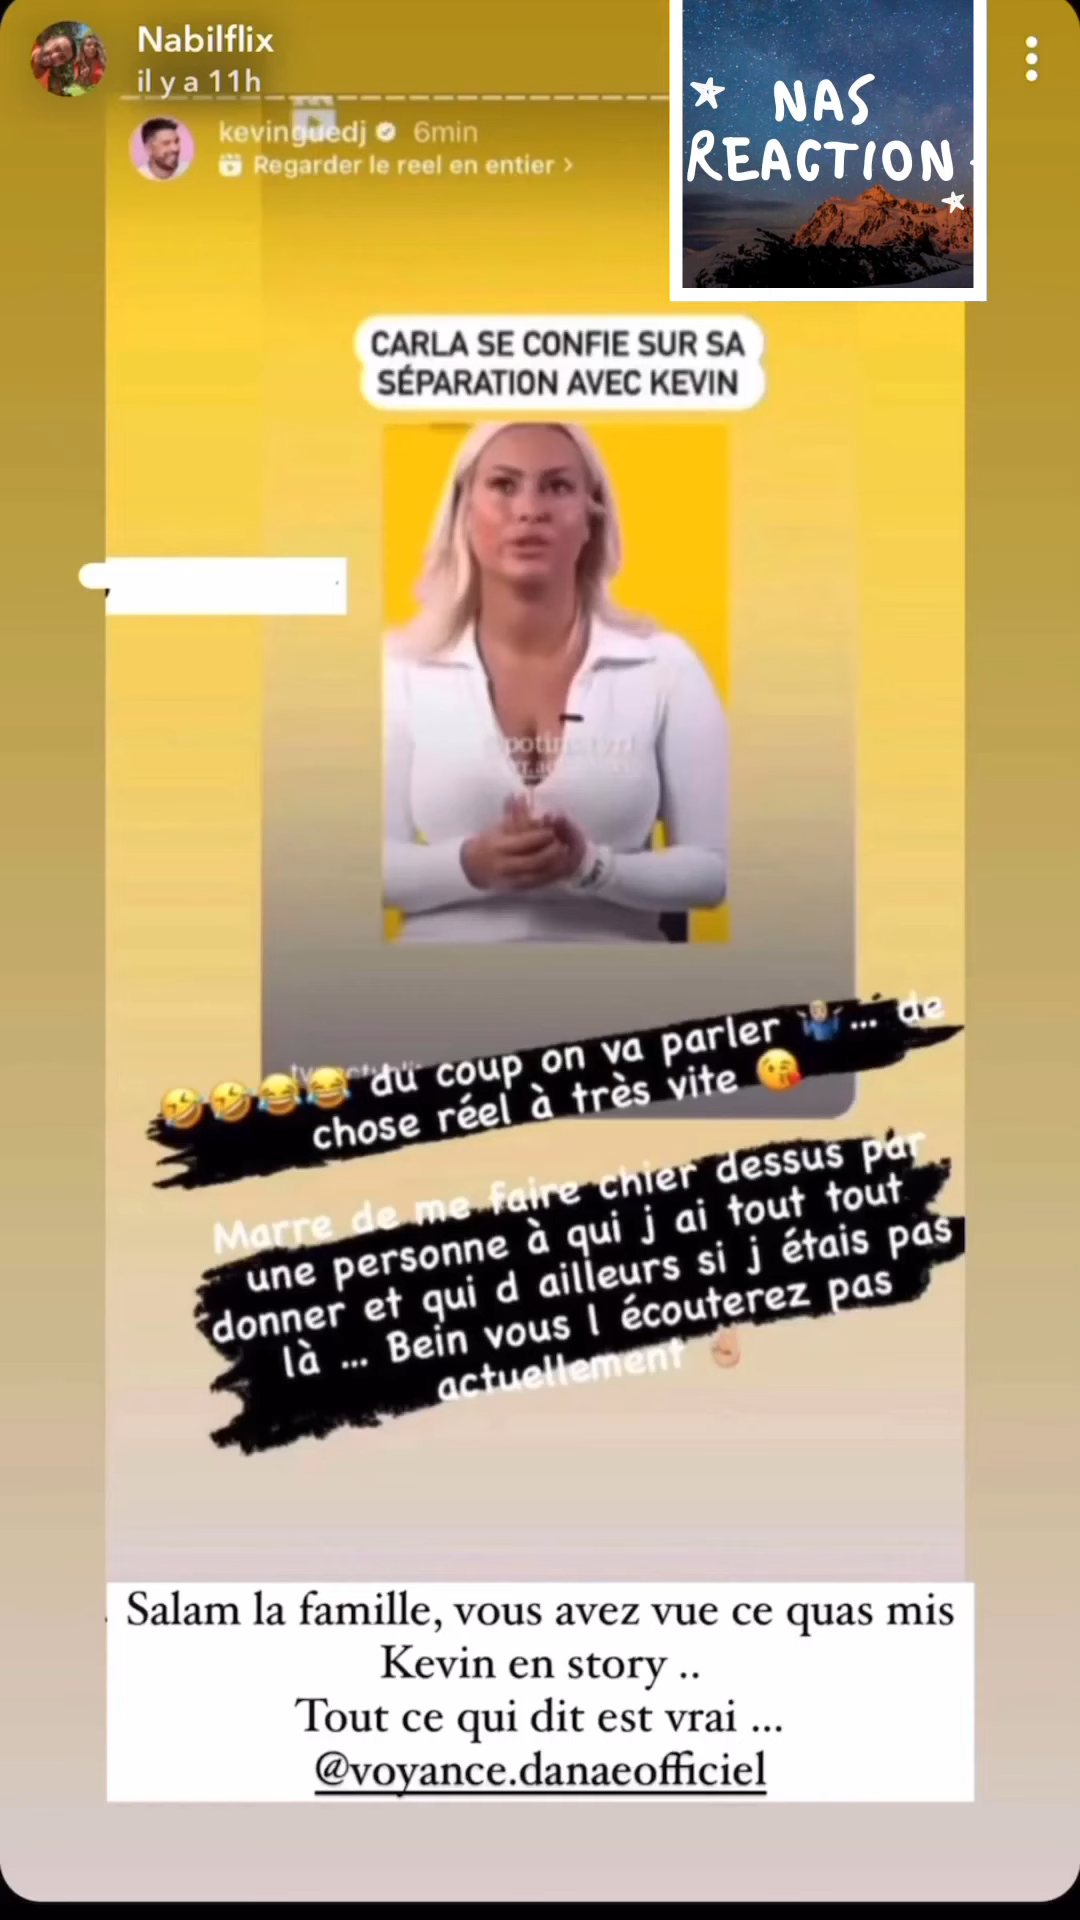 Nabilflix
il y a 11h
NAS
REACTION
kevinguedj 6min
Regarder le reel en entier >
CARLA SE CONFIE SUR SA
SÉPARATION AVEC KEVIN
🤣🤣😂😂 du coup on va parler 🤷🏼‍♂️... de
chose réel à très vite 😘
Marre de me faire chier dessus par
une personne à qui j ai tout tout
donner et qui d ailleurs si j étais pas
là ... Bein vous l écouterez pas
actuellement
Salam la famille, vous avez vue ce quas mis
Kevin en story ..
Tout ce qui dit est vrai ...
@voyance.danaeofficiel